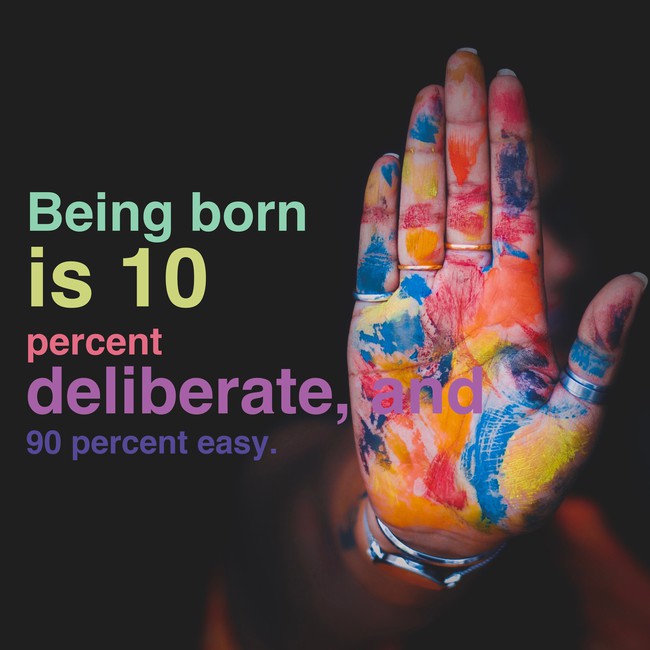 Being born
is 10
percent
deliberate, and
90 percent easy.